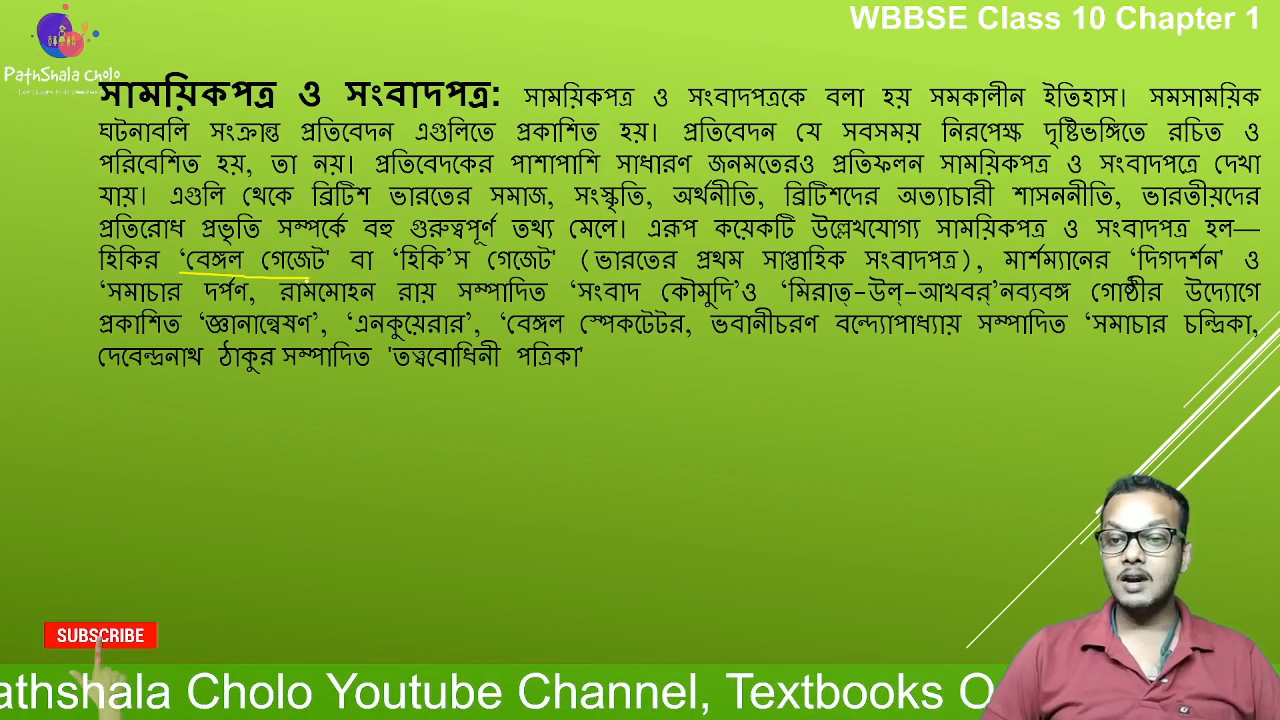 WBBSE Class 10 Chapter 1
PathShala Cholo
সাময়িকপত্র ও সংবাদপত্র: সাময়িকপত্র ও সংবাদপত্রকে বলা হয় সমকালীন ইতিহাস। সমসাময়িক
ঘটনাবলি সংক্রান্ত প্রতিবেদন এগুলিতে প্রকাশিত হয়। প্রতিবেদন যে সবসময় নিরপেক্ষ দৃষ্টিভঙ্গিতে রচিত ও
পরিবেশিত হয়, তা নয়। প্রতিবেদকের পাশাপাশি সাধারণ জনমতেরও প্রতিফলন সাময়িকপত্র ও সংবাদপত্রে দেখা
যায়। এগুলি থেকে ব্রিটিশ ভারতের সমাজ, সংস্কৃতি, অর্থনীতি, ব্রিটিশদের অত্যাচারী শাসননীতি, ভারতীয়দের
প্রতিরোধ প্রভৃতি সম্পর্কে বহু গুরুত্বপূর্ণ তথ্য মেলে। এরূপ কয়েকটি উল্লেখযোগ্য সাময়িকপত্র ও সংবাদপত্র হল—
হিকির ‘বেঙ্গল গেজেট' বা ‘হিকি’স গেজেট' (ভারতের প্রথম সাপ্তাহিক সংবাদপত্র), মার্শম্যানের ‘দিগদর্শন' ও
‘সমাচার দর্পণ, রামমোহন রায় সম্পাদিত ‘সংবাদ কৌমুদি’ও ‘মিরাত্-উল্-আখবর্’নব্যবঙ্গ গোষ্ঠীর উদ্যোগে
প্রকাশিত ‘জ্ঞানান্বেষণ’, ‘এনকুয়েরার’, ‘বেঙ্গল স্পেকটেটর, ভবানীচরণ বন্দ্যোপাধ্যায় সম্পাদিত ‘সমাচার চন্দ্রিকা,
দেবেন্দ্রনাথ ঠাকুর সম্পাদিত 'তত্ত্ববোধিনী পত্রিকা'
SUBSCRIBE
athshala Cholo Youtube Channel, Textbooks O